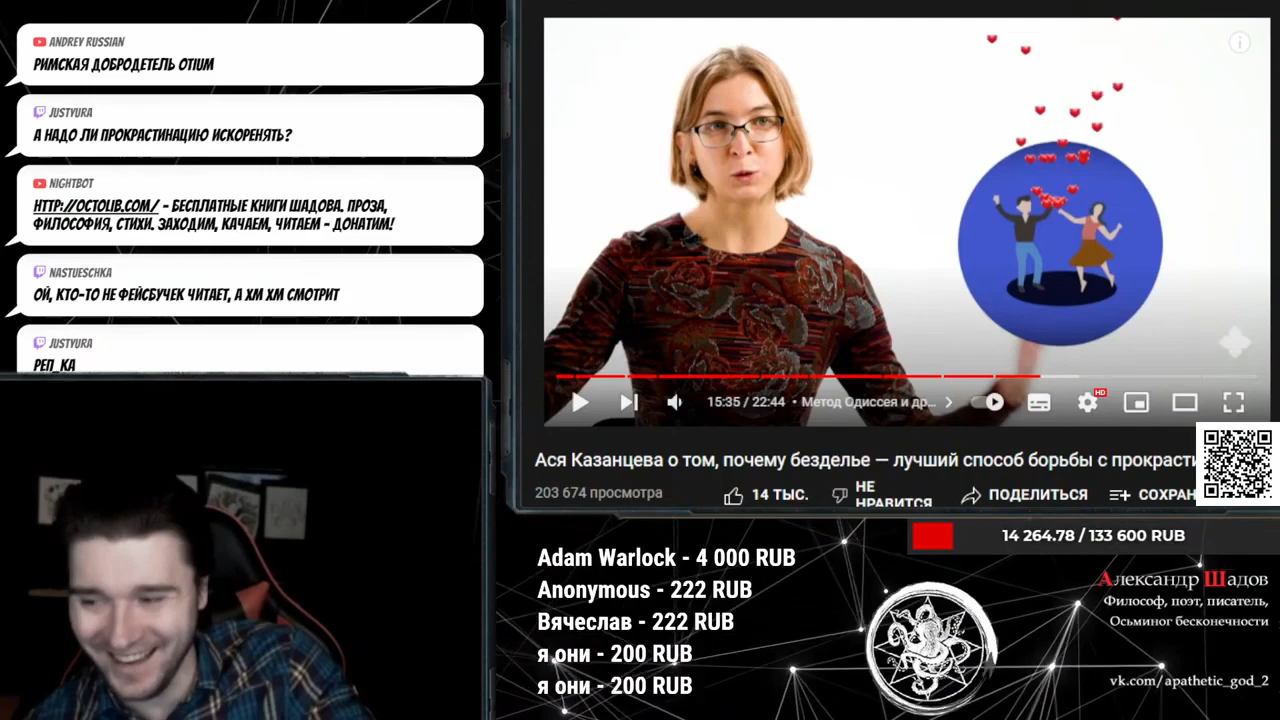 ANDREY RUSSIAN
РИМСКАЯ ДОБРОДЕТЕЛЬ OTIUM
JUSTYURA
А НАДО ЛИ ПРОКРАСТИНАЦИЮ ИСКОРЕНЯТЬ?
NIGHTBOT
HTTP://OCTOLIB.COM/ - БЕСПЛАТНЫЕ КНИГИ ШАДОВА. ПРОЗА,
ФИЛОСОФИЯ, СТИХИ. ЗАХОДИМ, КАЧАЕМ, ЧИТАЕМ - ДОНАТИМ!
NASTUESCHKA
ОЙ, КТО-ТО НЕ ФЕЙСБУЧЕК ЧИТАЕТ, А ХМ ХМ СМОТРИТ
JUSTYURA
РЕП_КА
15:35 / 22:44 • Метод Одиссея и др...
HD
Ася Казанцева о том, почему безделье — лучший способ борьбы с прокрасти
203 674 просмотра
14 ТЫС.
НЕ
НРАВИТСЯ
ПОДЕЛИТЬСЯ
СОХРАН
14 264.78 / 133 600 RUB
Adam Warlock - 4 000 RUB
Anonymous - 222 RUB
Вячеслав - 222 RUB
я они - 200 RUB
я они - 200 RUB
Александр Шадов
Философ, поэт, писатель,
Осьминог бесконечности
vk.com/apathetic_god_2